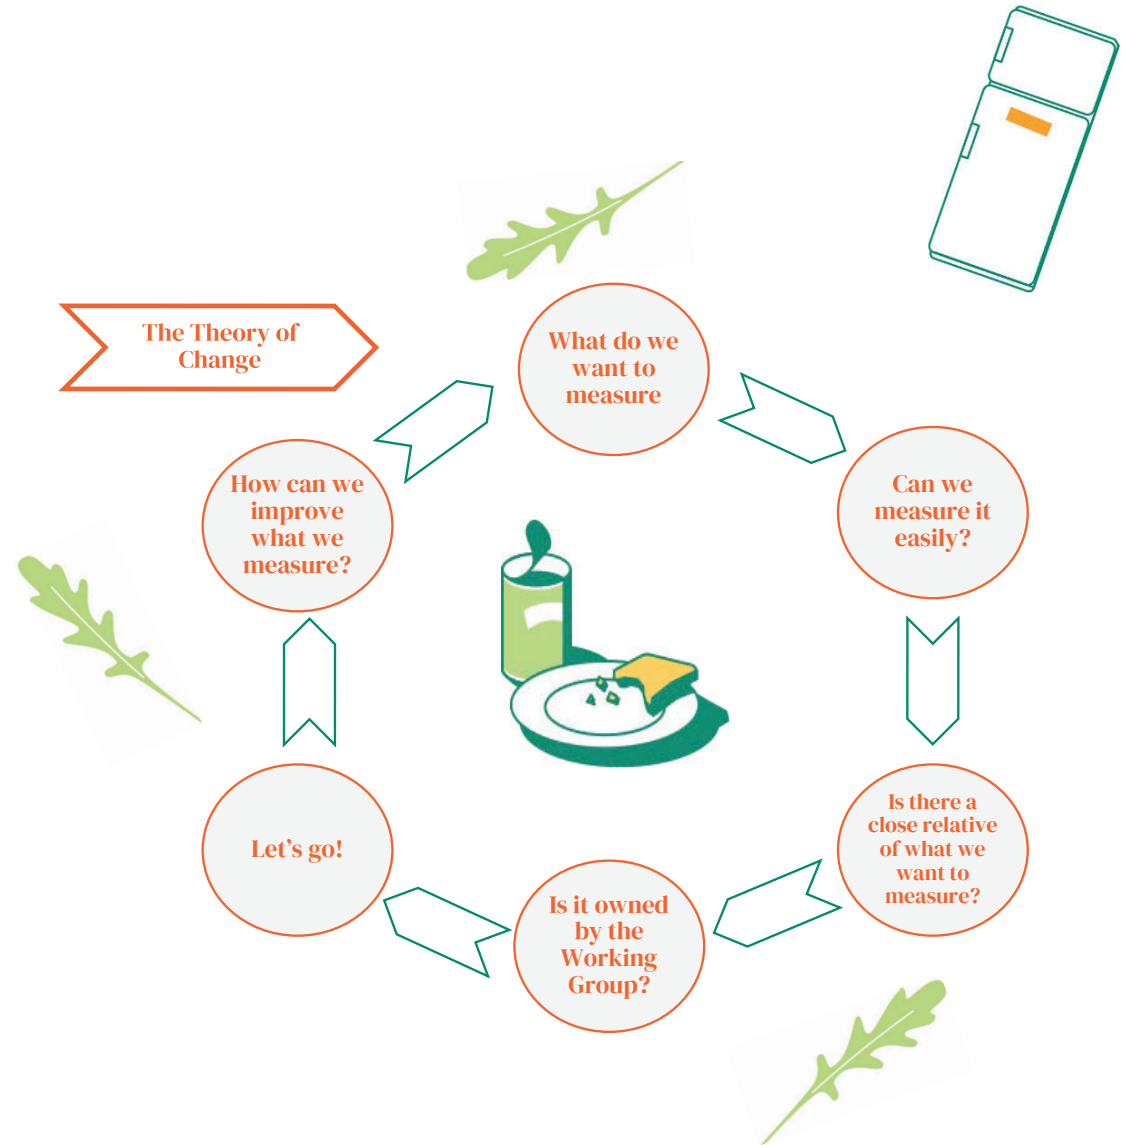 The Theory of
Change
What do we
want to
measure
Can we
measure it
easily?
Is there a
close relative
of what we
want to
measure?
Is it owned
by the
Working
Group?
Let's go!
How can we
improve
what we
measure?